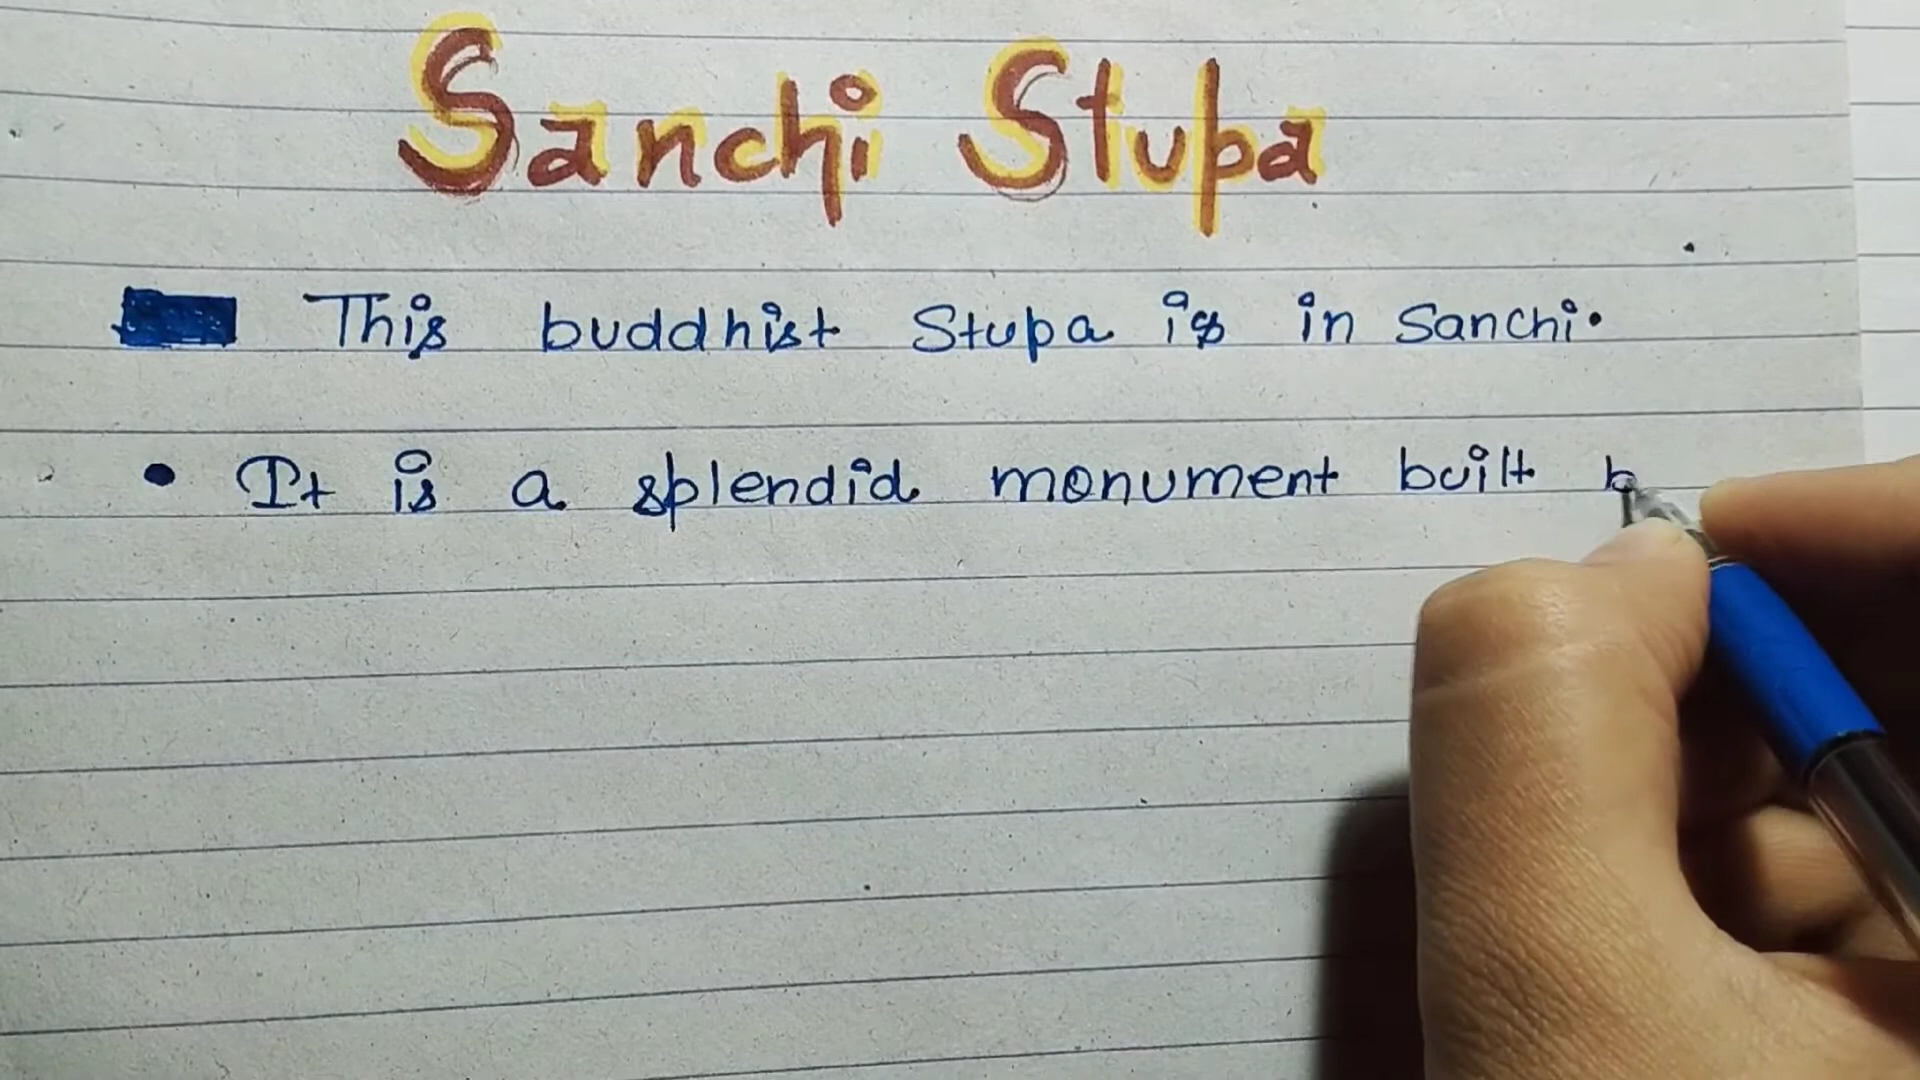 Sanchi Stupa
This buddhist Stupa is in Sanchi.
• It is a splendid monument built b